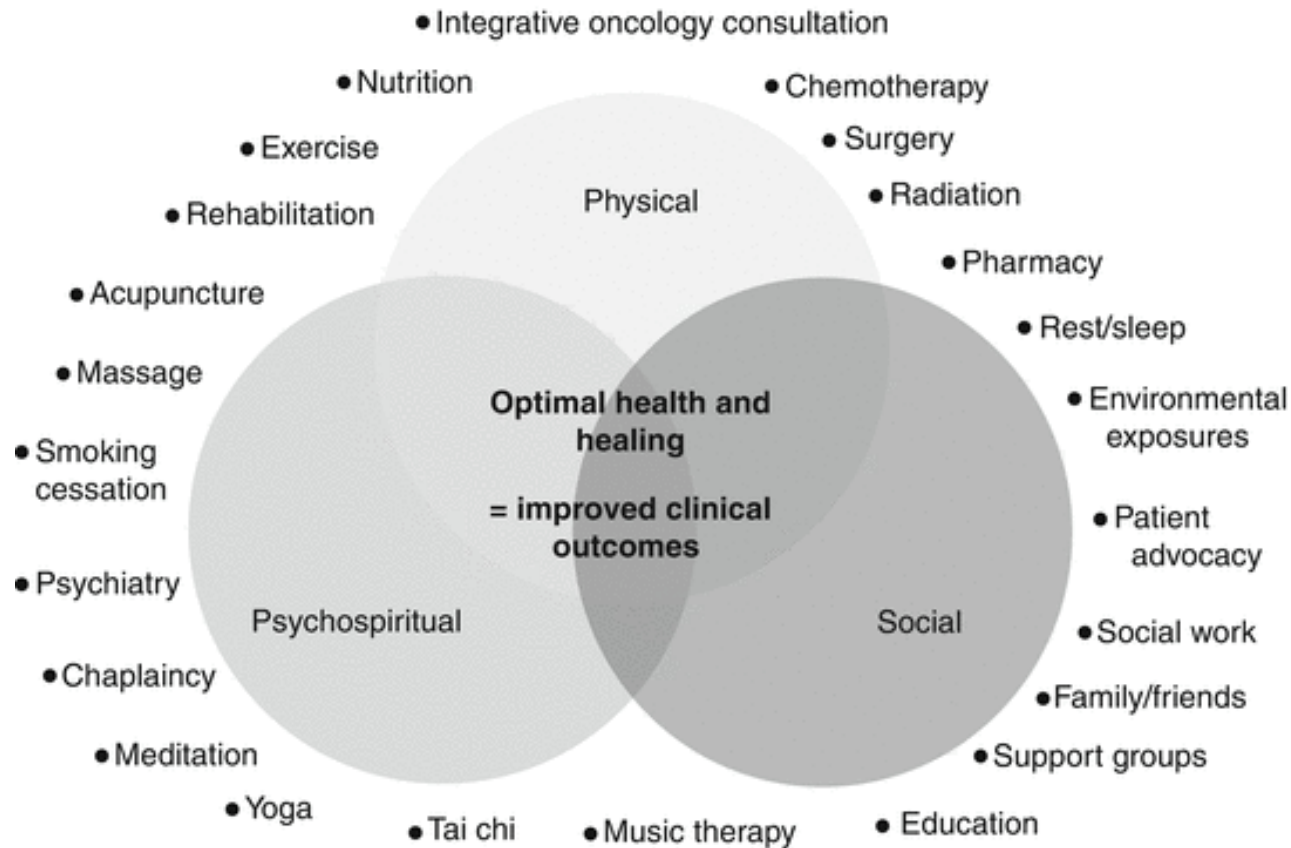 • Integrative oncology consultation
• Nutrition
• Chemotherapy
• Exercise
• Surgery
• Rehabilitation
Physical
• Radiation
• Acupuncture
• Pharmacy
• Massage
• Rest/sleep
• Smoking
cessation
Optimal health and
healing
= improved clinical
outcomes
• Environmental
exposures
• Psychiatry
• Patient
advocacy
• Chaplaincy
Psychospiritual
Social
• Social work
• Meditation
• Family/friends
• Yoga
• Support groups
• Tai chi
• Music therapy
• Education